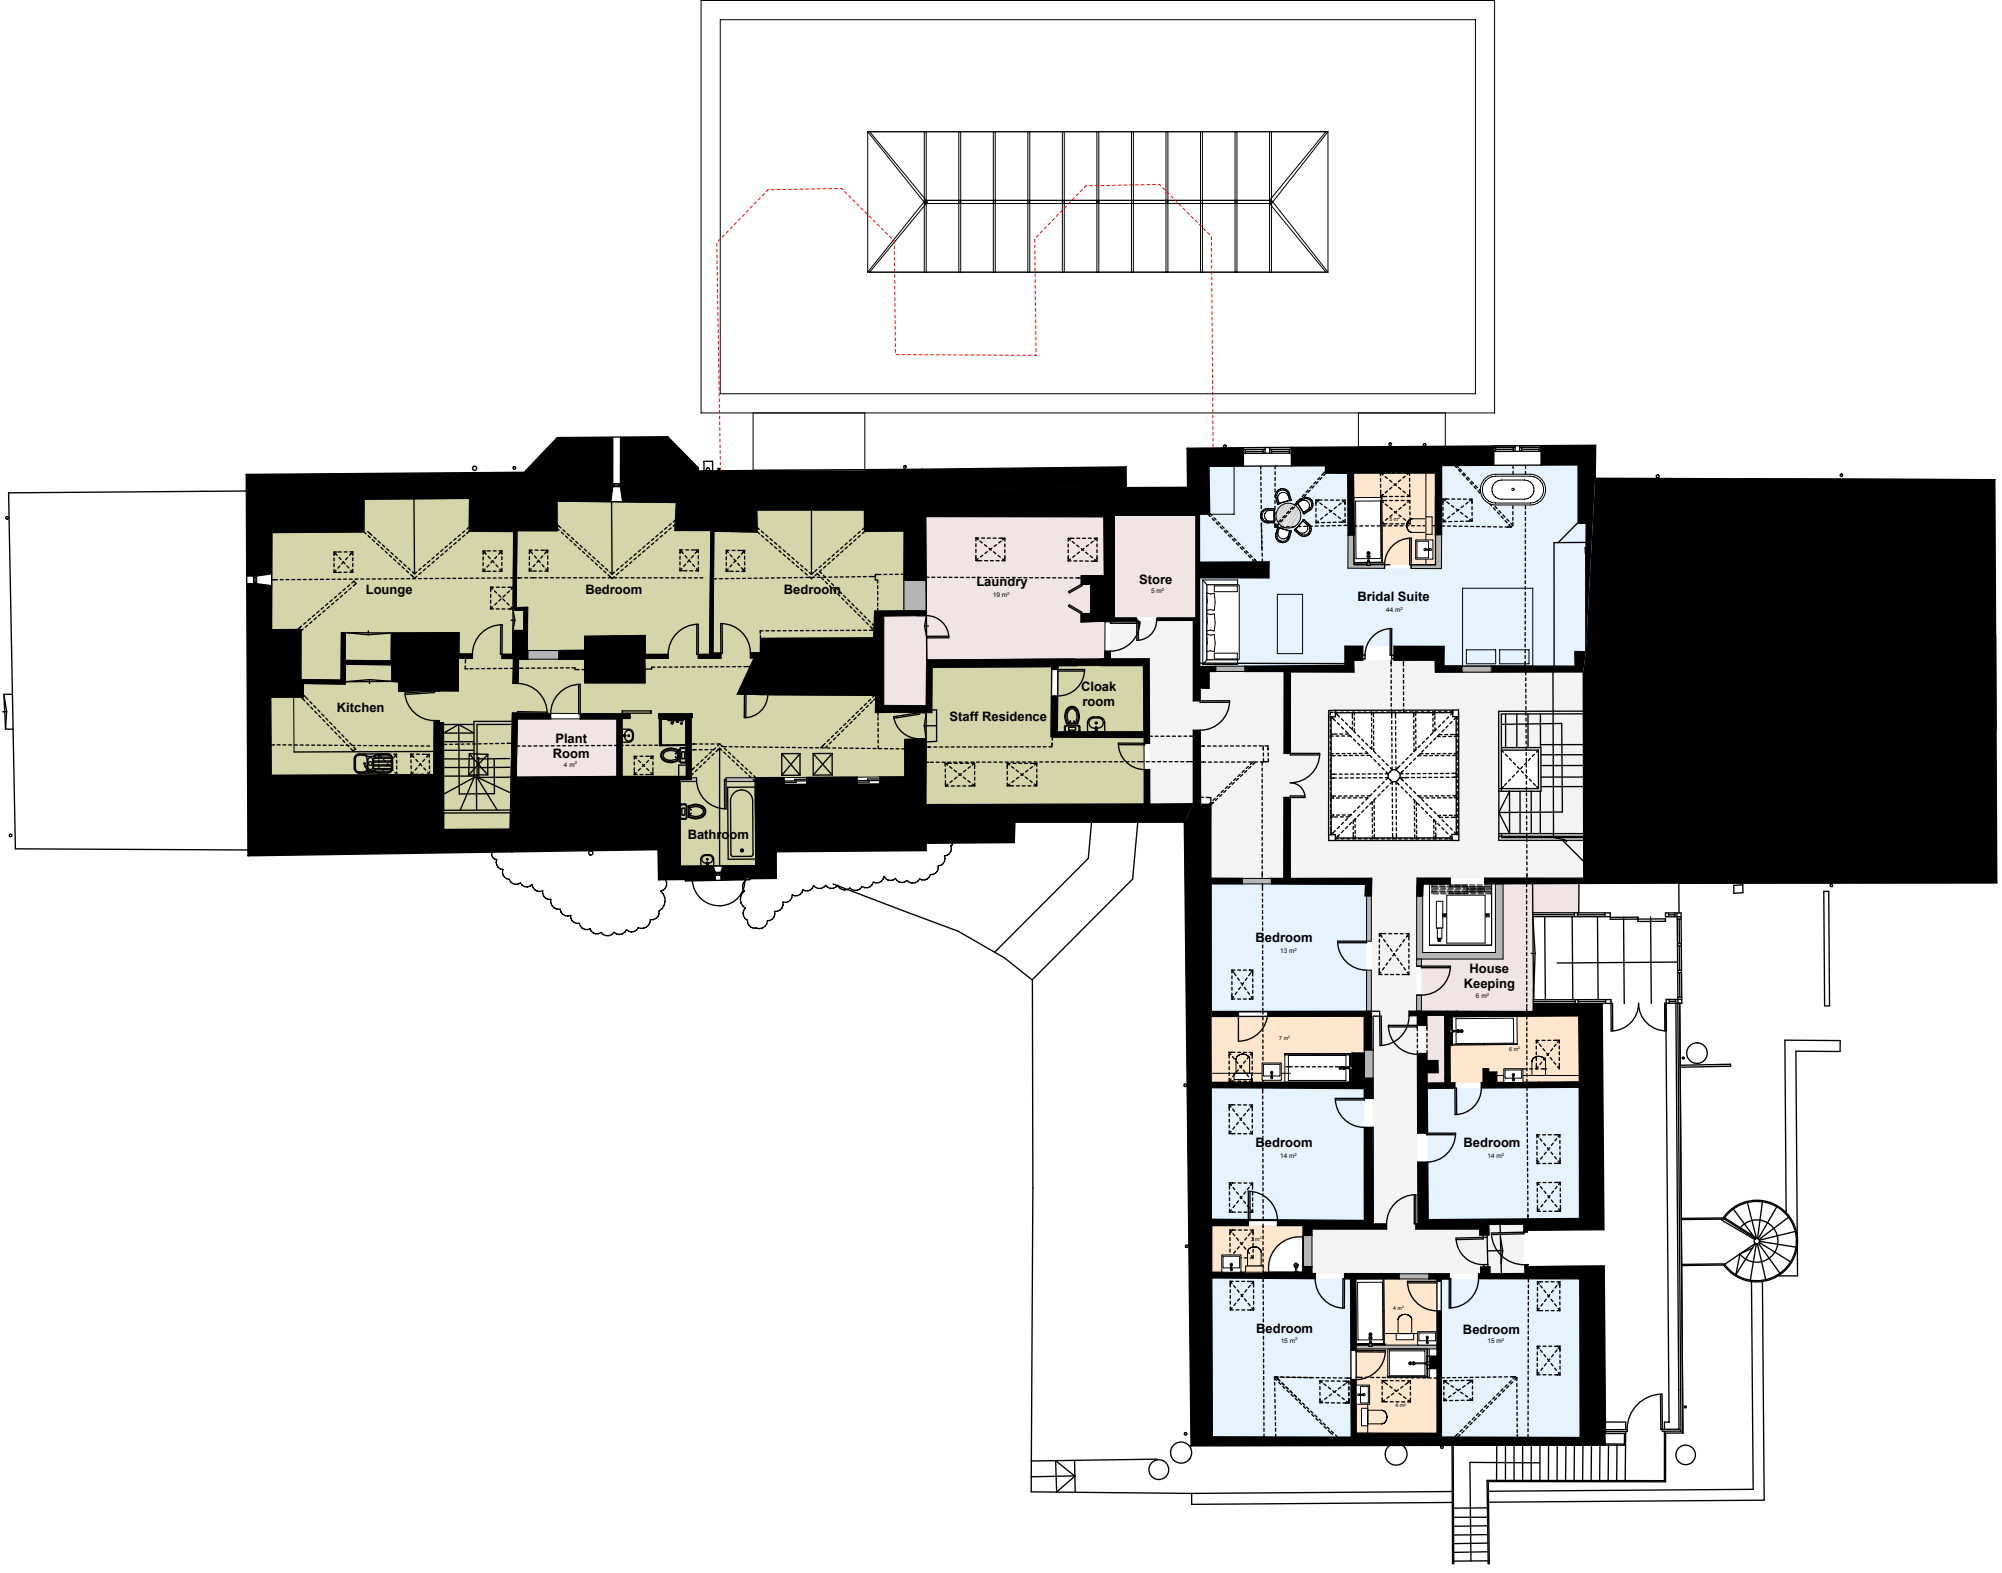 Lounge
Bedroom
Bedroom
Laundry
19 m²
Store
5 m²
Bridal Suite
44 m²
Kitchen
Plant
Room
4 m²
Bathroom
Staff Residence
Cloak
room
Bedroom
13 m²
House
Keeping
6 m²
7 m²
6 m²
Bedroom
14 m²
Bedroom
14 m²
Bedroom
15 m²
4 m²
Bedroom
15 m²
4 m²